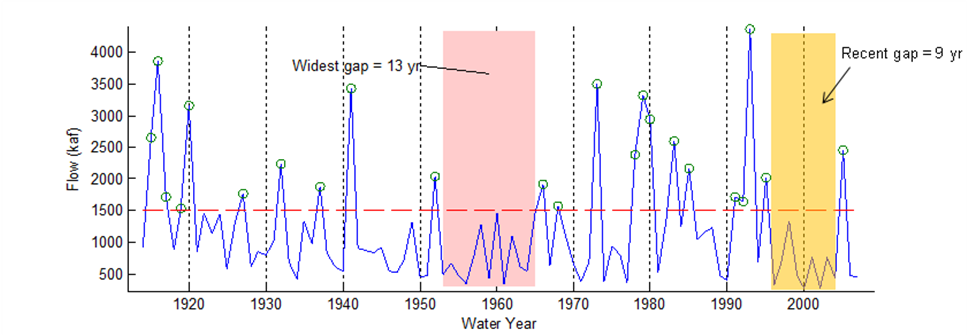 Widest gap = 13 yr
Recent gap = 9 yr
Flow (kaf)
4000
3500
3000
2500
2000
1500
1000
500
1920 1930 1940 1950 1960 1970 1980 1990 2000
Water Year